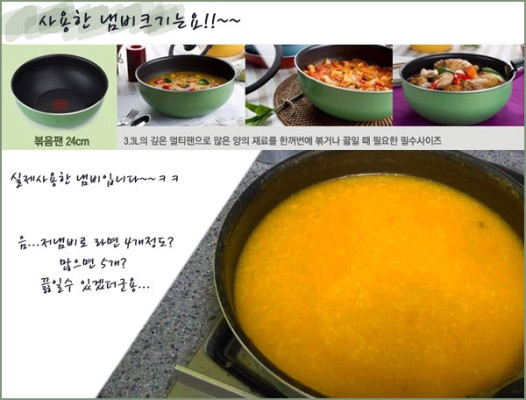 사용한 냄비크기는요!!~~
볶음팬 24cm
3.3L의 깊은 멀티팬으로 많은 양의 재료를 한꺼번에 볶거나 끓일 때 필요한 필수사이즈
실제사용한 냄비입니다~~ㅋㅋ
음...저냄비로 라면 4개정도?
많으면 5개?
끓일수 있겠더군용...